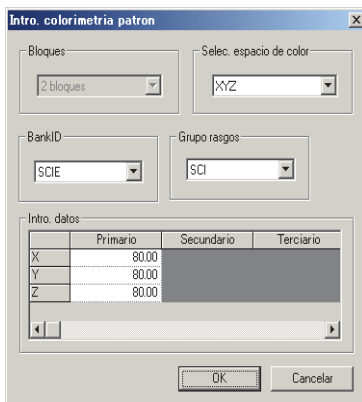 Intro. colorimetria patron
Bloques
2 bloques
Selec. espacio de color
XYZ
BankID
SCIE
Grupo rasgos
SCI
Intro. datos
Primario Secundario Terciario
X 80.00
Y 80.00
Z 80.00
OK Cancelar